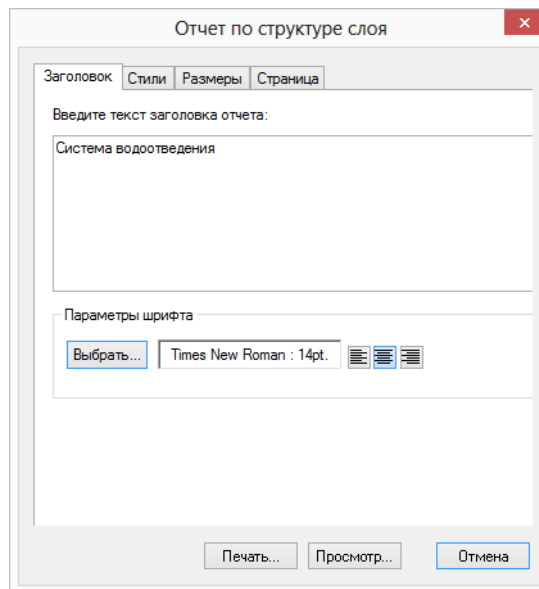 Отчет по структуре слоя
Заголовок Стили Размеры Страница
Введите текст заголовка отчета:
Система водоотведения
Параметры шрифта
Выбрать... Times New Roman : 14pt.
Печать... Просмотр... Отмена